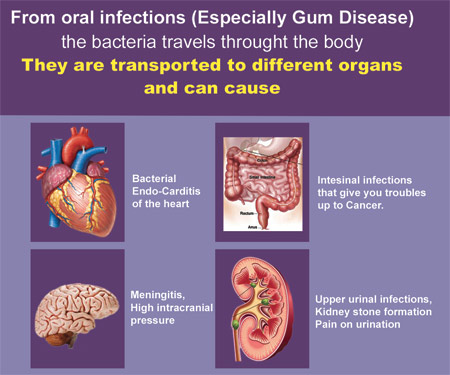 From oral infections (Especially Gum Disease)
the bacteria travels throught the body
They are transported to different organs
and can cause
Bacterial
Endo-Carditis
of the heart
Colon
Small Intestine
Rectum
Anus
Intesinal infections
that give you troubles
up to Cancer.
Meningitis,
High intracranial
pressure
Upper urinal infections,
Kidney stone formation
Pain on urination